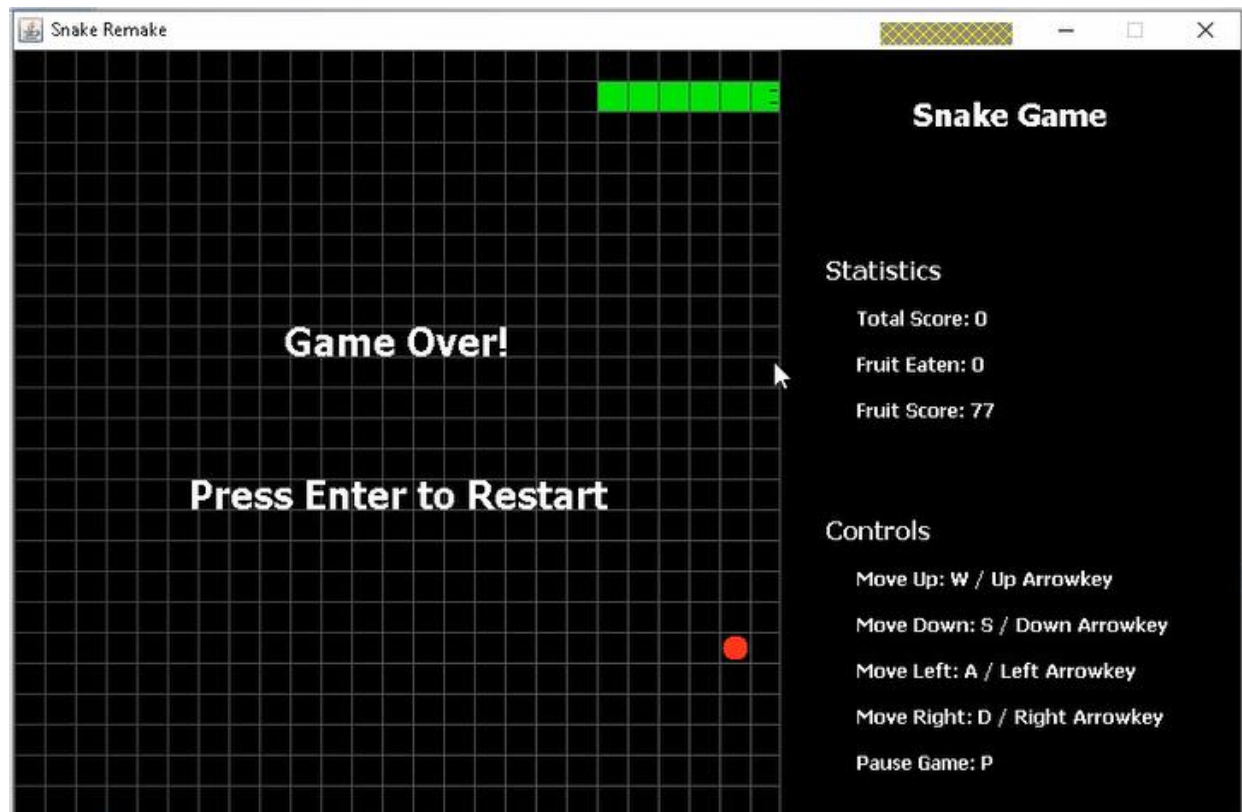 Snake Remake
Snake Game
Statistics
Total Score: 0
Fruit Eaten: 0
Fruit Score: 77
Game Over!
Press Enter to Restart
Controls
Move Up: W / Up Arrowkey
Move Down: S / Down Arrowkey
Move Left: A / Left Arrowkey
Move Right: D / Right Arrowkey
Pause Game: P